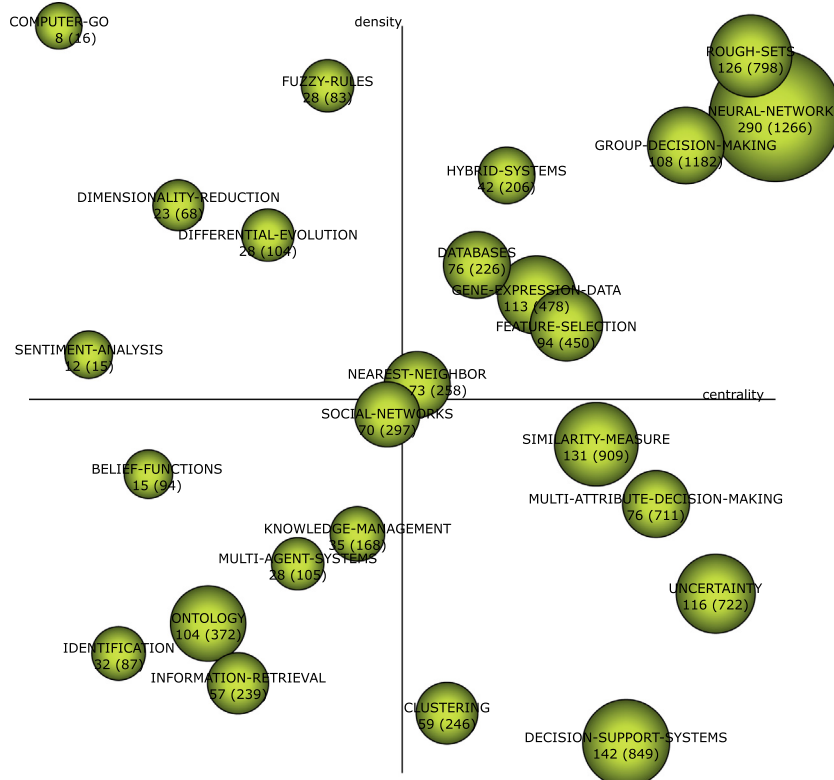 COMPUTER-GO
8 (16)
density
ROUGH-SETS
126 (798)
FUZZY-RULES
28 (83)
NEURAL-NETWORK
290 (1266)
GROUP-DECISION-MAKING
108 (1182)
HYBRID-SYSTEMS
42 (206)
DIMENSIONALITY-REDUCTION
23 (68)
DIFFERENTIAL-EVOLUTION
28 (104)
DATABASES
76 (226)
GENE-EXPRESSION-DATA
113 (478)
FEATURE-SELECTION
94 (450)
SENTIMENT-ANALYSIS
12 (15)
NEAREST-NEIGHBOR
73 (258)
centrality
SOCIAL-NETWORKS
70 (297)
SIMILARITY-MEASURE
131 (909)
BELIEF-FUNCTIONS
15 (94)
MULTI-ATTRIBUTE-DECISION-MAKING
76 (711)
KNOWLEDGE-MANAGEMENT
35 (168)
MULTI-AGENT-SYSTEMS
28 (105)
UNCERTAINTY
116 (722)
ONTOLOGY
104 (372)
IDENTIFICATION
32 (87)
INFORMATION-RETRIEVAL
57 (239)
CLUSTERING
59 (246)
DECISION-SUPPORT-SYSTEMS
142 (849)